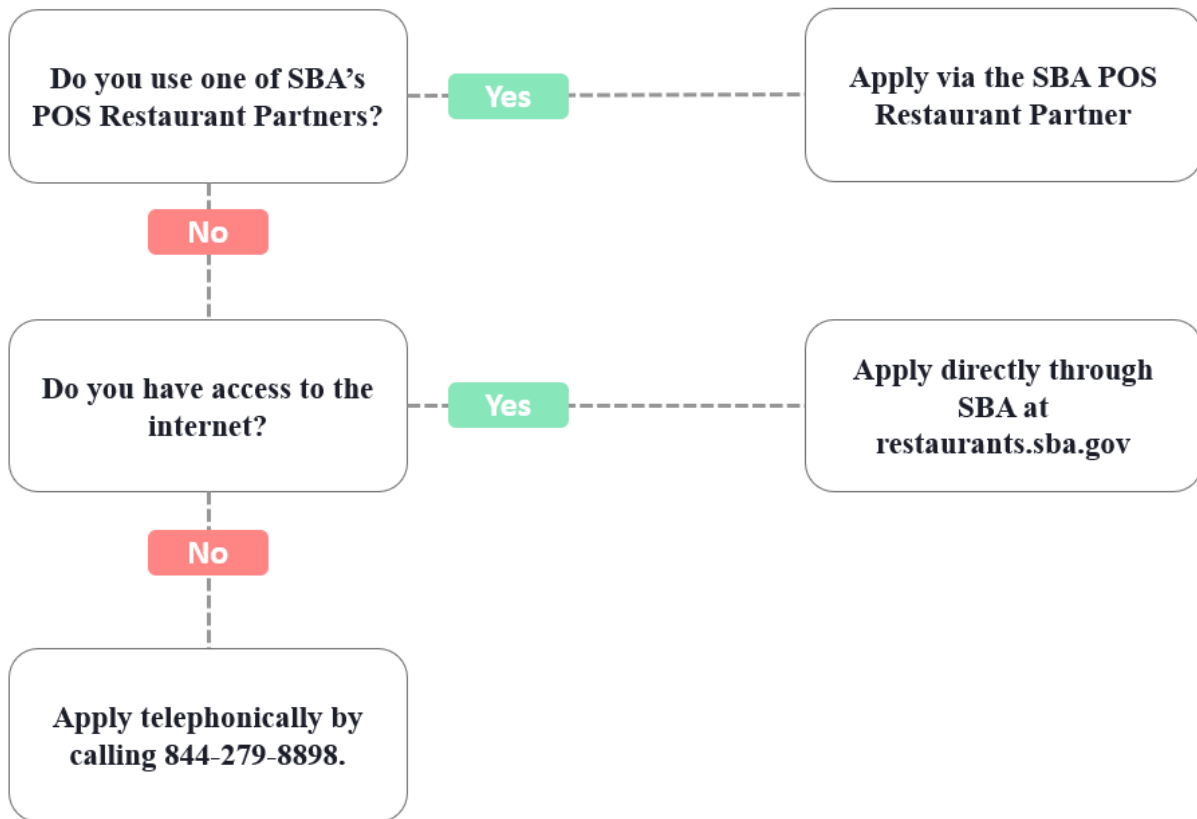 Do you use one of SBA’s
POS Restaurant Partners?
Yes
Apply via the SBA POS
Restaurant Partner
No
Do you have access to the
internet?
Yes
Apply directly through
SBA at
restaurants.sba.gov
No
Apply telephonically by
calling 844-279-8898.